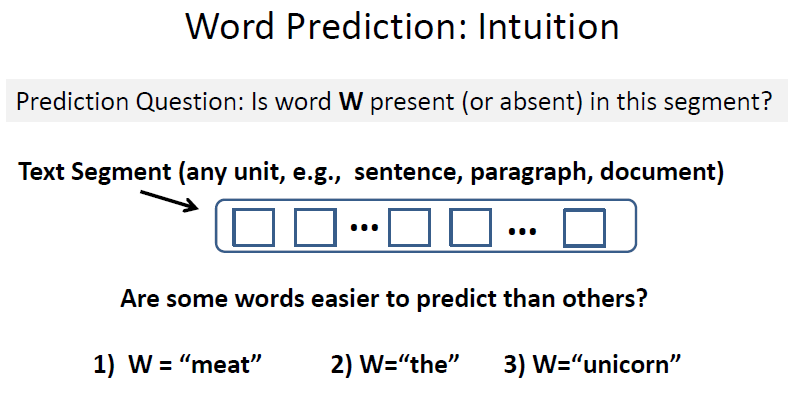 Word Prediction: Intuition
Prediction Question: Is word W present (or absent) in this segment?
Text Segment (any unit, e.g.,  sentence, paragraph, document)
... ...
Are some words easier to predict than others?
1)  W = “meat” 2) W=“the” 3) W=“unicorn”